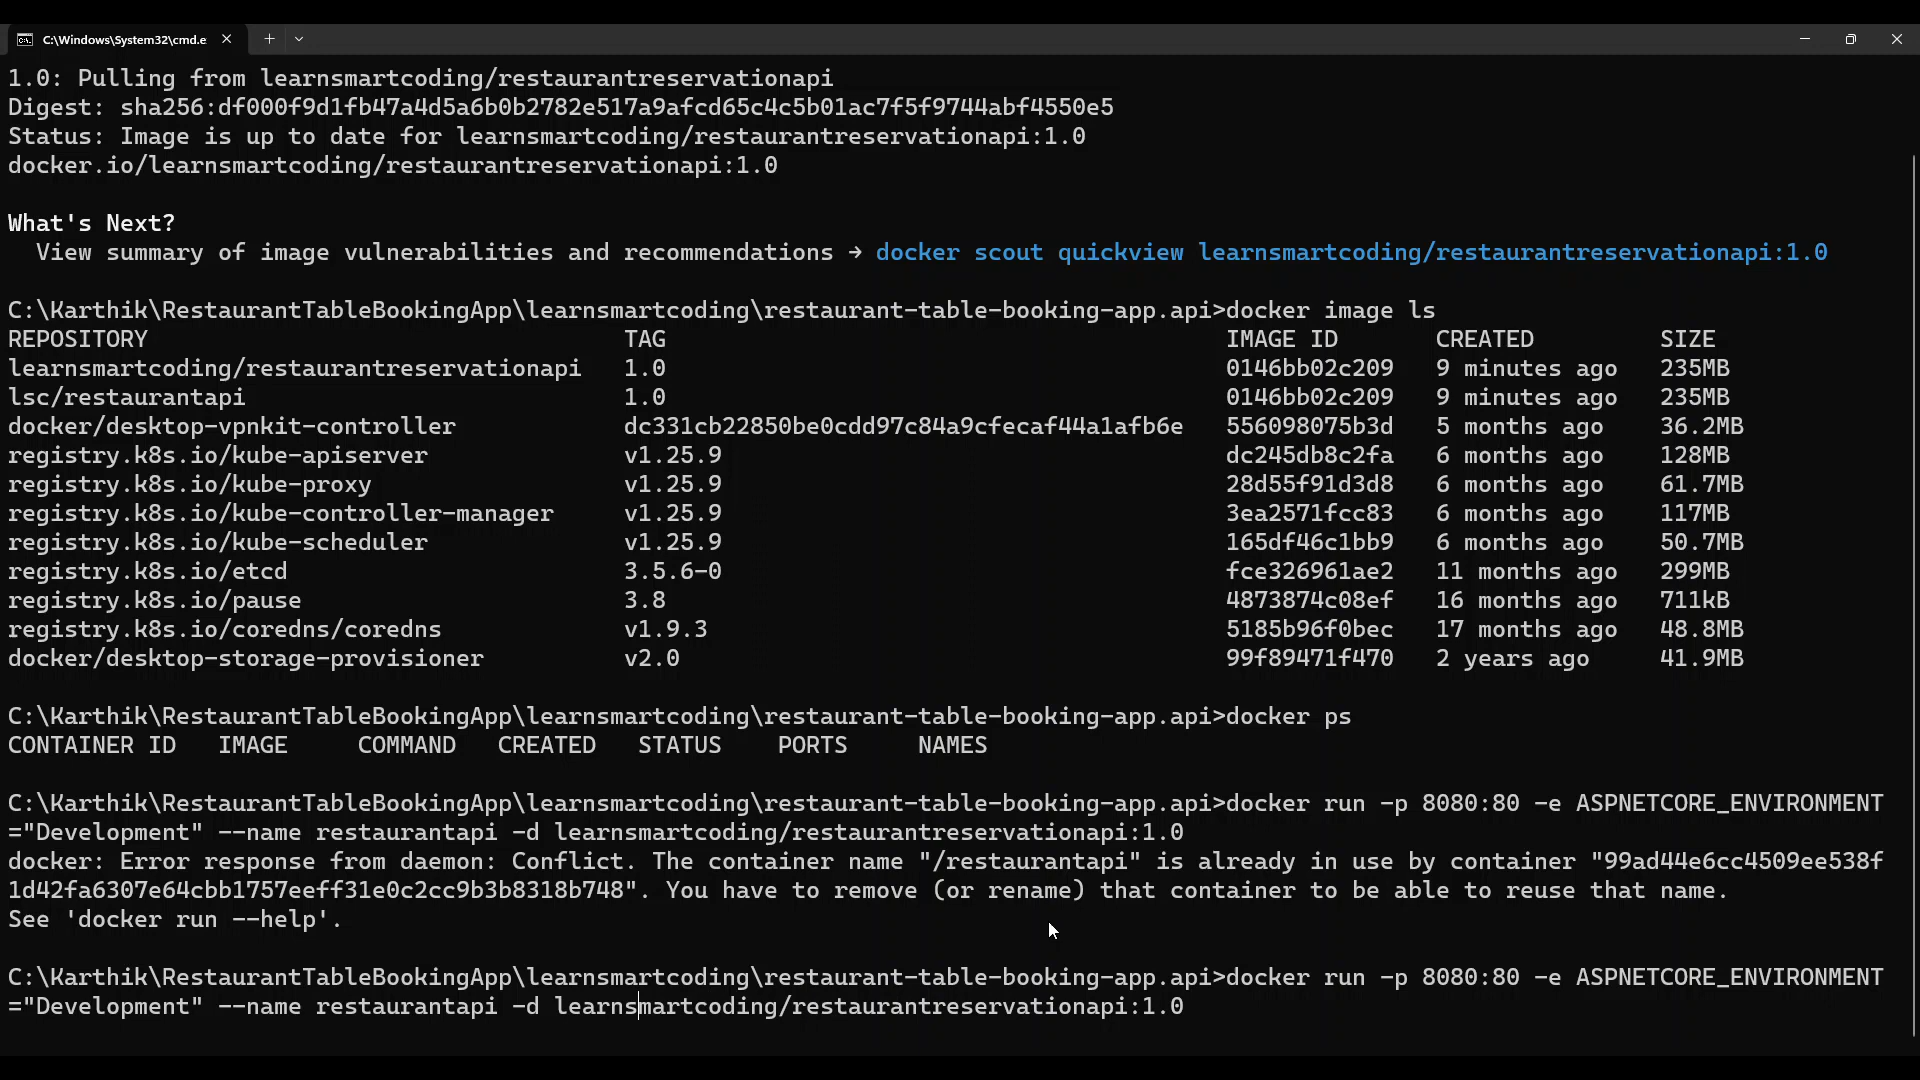 C:\Windows\System32\cmd.e
1.0: Pulling from learnsmartcoding/restaurantreservationapi
Digest: sha256:df000f9d1fb47a4d5a6b0b2782e517a9afcd65c4c5b01ac7f5f9744abf4550e5
Status: Image is up to date for learnsmartcoding/restaurantreservationapi:1.0
docker.io/learnsmartcoding/restaurantreservationapi:1.0
What's Next?
View summary of image vulnerabilities and recommendations → docker scout quickview learnsmartcoding/restaurantreservationapi:1.0
C:\Karthik\RestaurantTableBookingApp\learnsmartcoding\restaurant-table-booking-app.api>docker image ls
REPOSITORY TAG IMAGE ID CREATED SIZE
learnsmartcoding/restaurantreservationapi 1.0 0146bb02c209 9 minutes ago 235MB
lsc/restaurantapi 1.0 0146bb02c209 9 minutes ago 235MB
docker/desktop-vpnkit-controller dc331cb22850be0cdd97c84a9cfecaf44a1afb6e 556098075b3d 5 months ago 36.2MB
registry.k8s.io/kube-apiserver v1.25.9 dc245db8c2fa 6 months ago 128MB
registry.k8s.io/kube-proxy v1.25.9 28d55f91d3d8 6 months ago 61.7MB
registry.k8s.io/kube-controller-manager v1.25.9 3ea2571fcc83 6 months ago 117MB
registry.k8s.io/kube-scheduler v1.25.9 165df46c1bb9 6 months ago 50.7MB
registry.k8s.io/etcd 3.5.6-0 fce326961ae2 11 months ago 299MB
registry.k8s.io/pause 3.8 4873874c08ef 16 months ago 711kB
registry.k8s.io/coredns/coredns v1.9.3 5185b96f0bec 17 months ago 48.8MB
docker/desktop-storage-provisioner v2.0 99f89471f470 2 years ago 41.9MB
C:\Karthik\RestaurantTableBookingApp\learnsmartcoding\restaurant-table-booking-app.api>docker ps
CONTAINER ID IMAGE COMMAND CREATED STATUS PORTS NAMES
C:\Karthik\RestaurantTableBookingApp\learnsmartcoding\restaurant-table-booking-app.api>docker run -p 8080:80 -e ASPNETCORE_ENVIRONMENT
="Development" --name restaurantapi -d learnsmartcoding/restaurantreservationapi:1.0
docker: Error response from daemon: Conflict. The container name "/restaurantapi" is already in use by container "99ad44e6cc4509ee538f
1d42fa6307e64cbb1757eeff31e0c2cc9b3b8318b748". You have to remove (or rename) that container to be able to reuse that name.
See 'docker run --help'.
C:\Karthik\RestaurantTableBookingApp\learnsmartcoding\restaurant-table-booking-app.api>docker run -p 8080:80 -e ASPNETCORE_ENVIRONMENT
="Development" --name restaurantapi -d learnsmartcoding/restaurantreservationapi:1.0